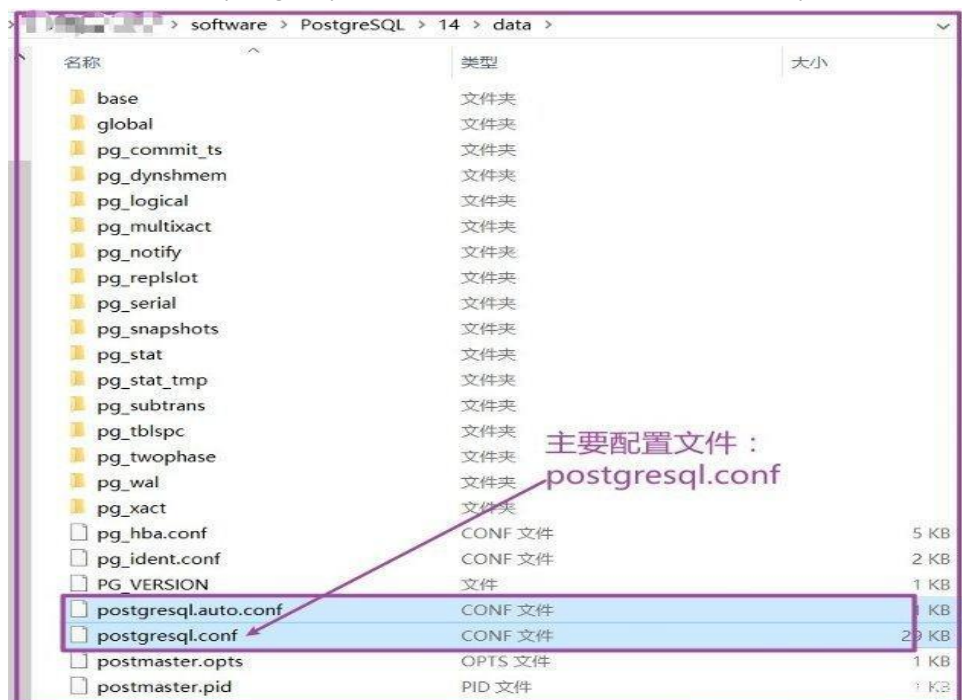 > software > PostgreSQL > 14 > data >
名称 类型 大小
base 文件夹
global 文件夹
pg_commit_ts 文件夹
pg_dynshmem 文件夹
pg_logical 文件夹
pg_multixact 文件夹
pg_notify 文件夹
pg_replslot 文件夹
pg_serial 文件夹
pg_snapshots 文件夹
pg_stat 文件夹
pg_stat_tmp 文件夹
pg_subtrans 文件夹
pg_tblspc 文件夹
主要配置文件：
pg_twophase 文件夹
postgresql.conf
pg_wal 文件夹
pg_xact 文件夹
pg_hba.conf CONF 文件 5 KB
pg_ident.conf CONF 文件 2 KB
PG_VERSION 文件 1 KB
postgresql.auto.conf CONF 文件 KB
postgresql.conf CONF 文件 29 KB
postmaster.opts OPTS 文件 1 KB
postmaster.pid PID 文件 1 KB